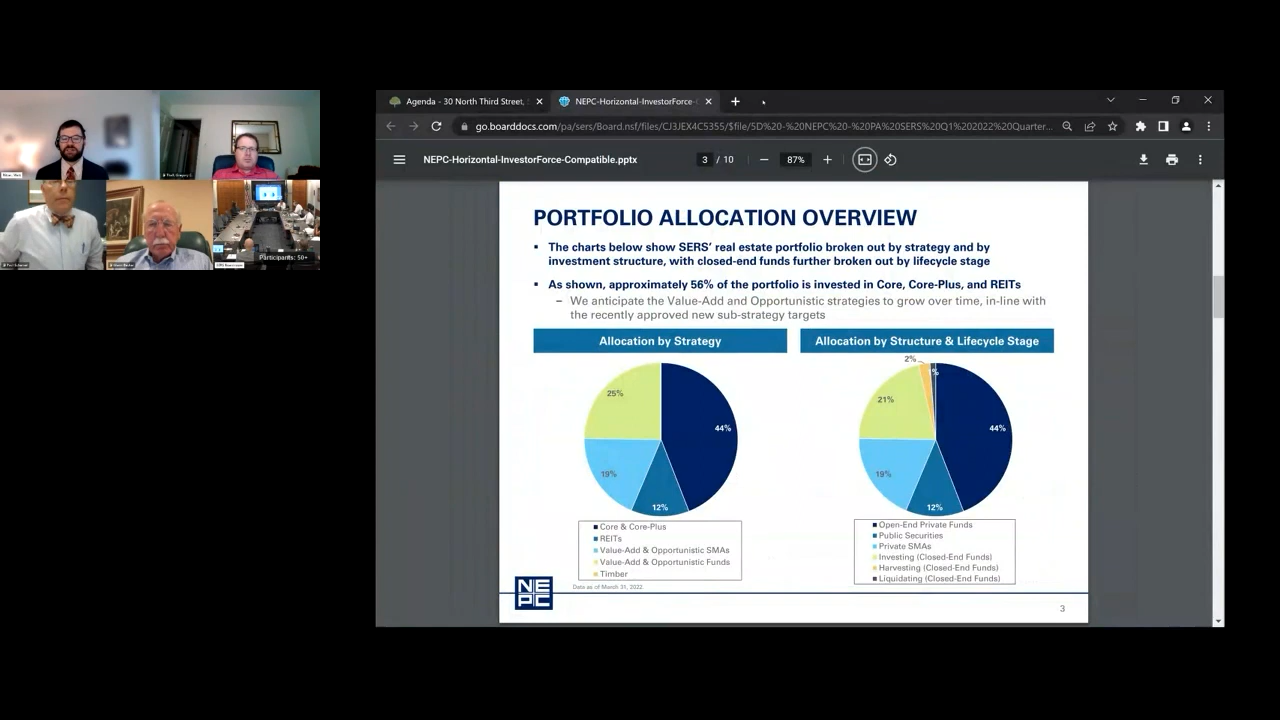 Agenda - 30 North Third Street,
NEPC-Horizontal-InvestorForce-
go.boarddocs.com/pa/sers/Board.nsf/files/CJ3JEX4C5355/$file/5D%20-%20NEPC%20-%20PA%20SERS%20Q1%202022%20Quarter...
NEPC-Horizontal-InvestorForce-Compatible.pptx
3 / 10
87%
Participants: 50+
PORTFOLIO ALLOCATION OVERVIEW
▪ The charts below show SERS' real estate portfolio broken out by strategy and by
investment structure, with closed-end funds further broken out by lifecycle stage
▪ As shown, approximately 56% of the portfolio is invested in Core, Core-Plus, and REITs
– We anticipate the Value-Add and Opportunistic strategies to grow over time, in-line with
the recently approved new sub-strategy targets
Allocation by Strategy
25%
44%
19%
12%
Core & Core-Plus
REITs
Value-Add & Opportunistic SMAs
Value-Add & Opportunistic Funds
Timber
Allocation by Structure & Lifecycle Stage
2%
1%
21%
44%
19%
12%
Open-End Private Funds
Public Securities
Private SMAs
Investing (Closed-End Funds)
Harvesting (Closed-End Funds)
Liquidating (Closed-End Funds)
NE
PC
Data as of March 31, 2022
3